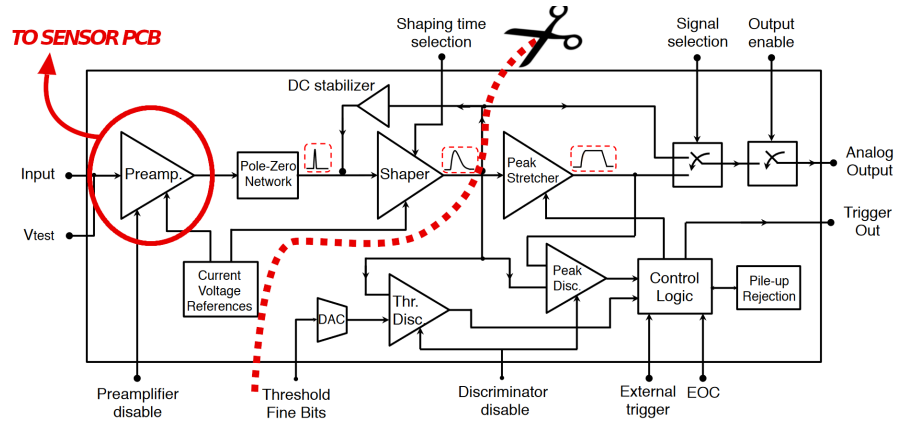 TO SENSOR PCB
Shaping time
selection
Signal
selection
Output
enable
DC stabilizer
Input
Preamp.
Pole-Zero
Network
Shaper
Peak
Stretcher
Analog
Output
Vtest
Trigger
Out
Current
Voltage
References
DAC
Thr.
Disc.
Peak
Disc.
Control
Logic
Pile-up
Rejection
Preamplifier
disable
Threshold
Fine Bits
Discriminator
disable
External
trigger
EOC